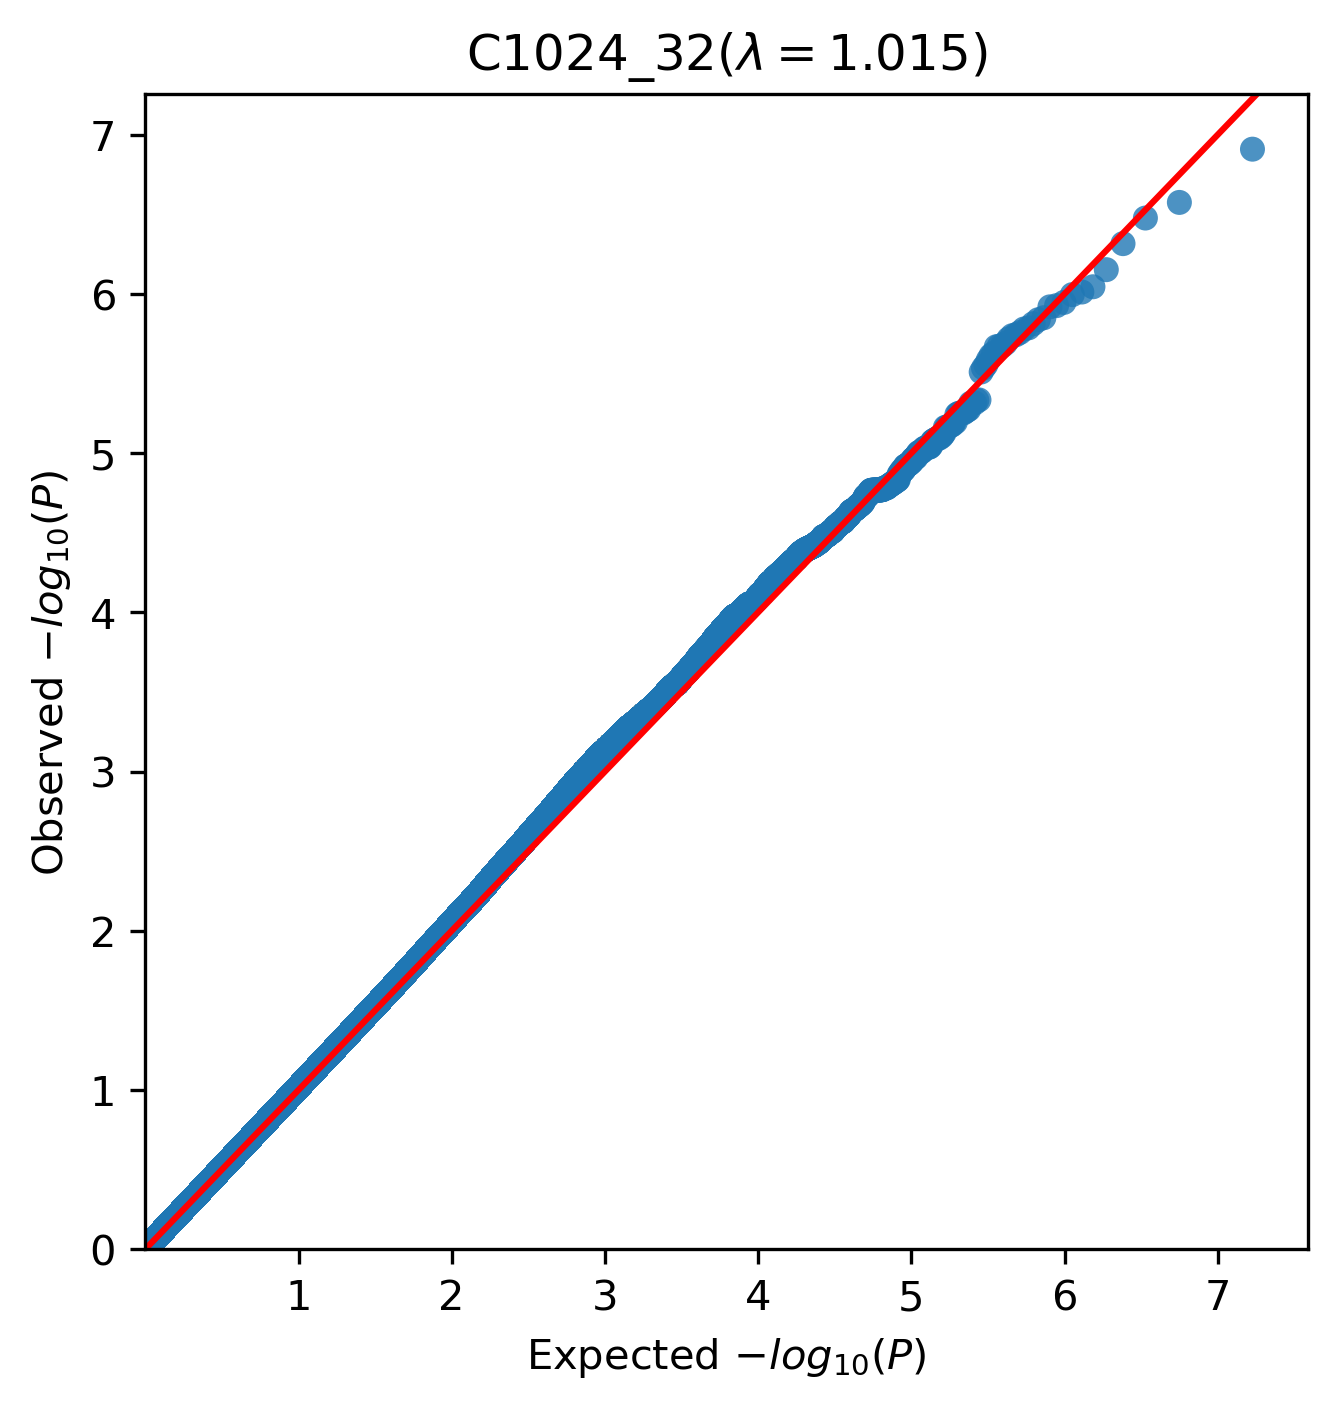 C1024_32(λ = 1.015)
7
6
5
4
3
2
1
0
Observed −log₁₀(P)
1 2 3 4 5 6 7
Expected −log₁₀(P)